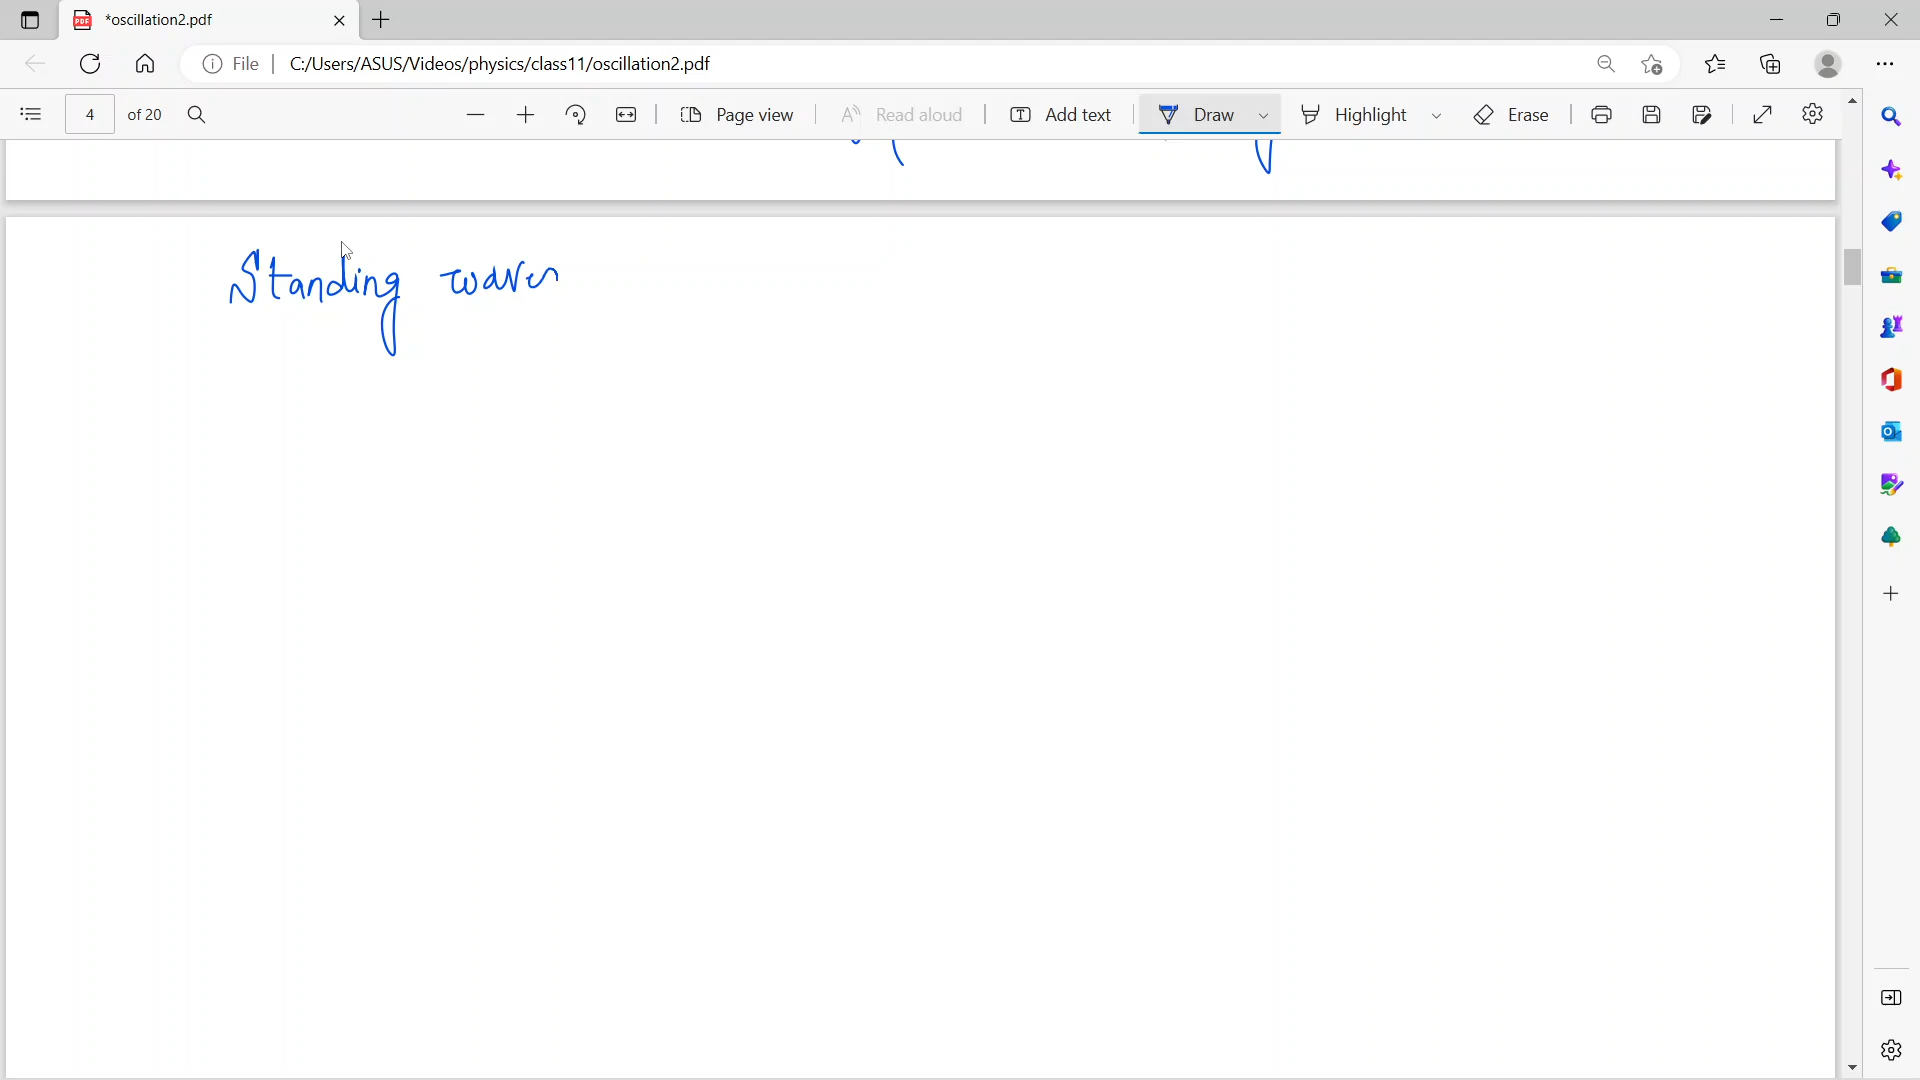 *oscillation2.pdf
File C:/Users/ASUS/Videos/physics/class11/oscillation2.pdf
4 of 20 Page view Read aloud Add text Draw Highlight Erase
Standing waves